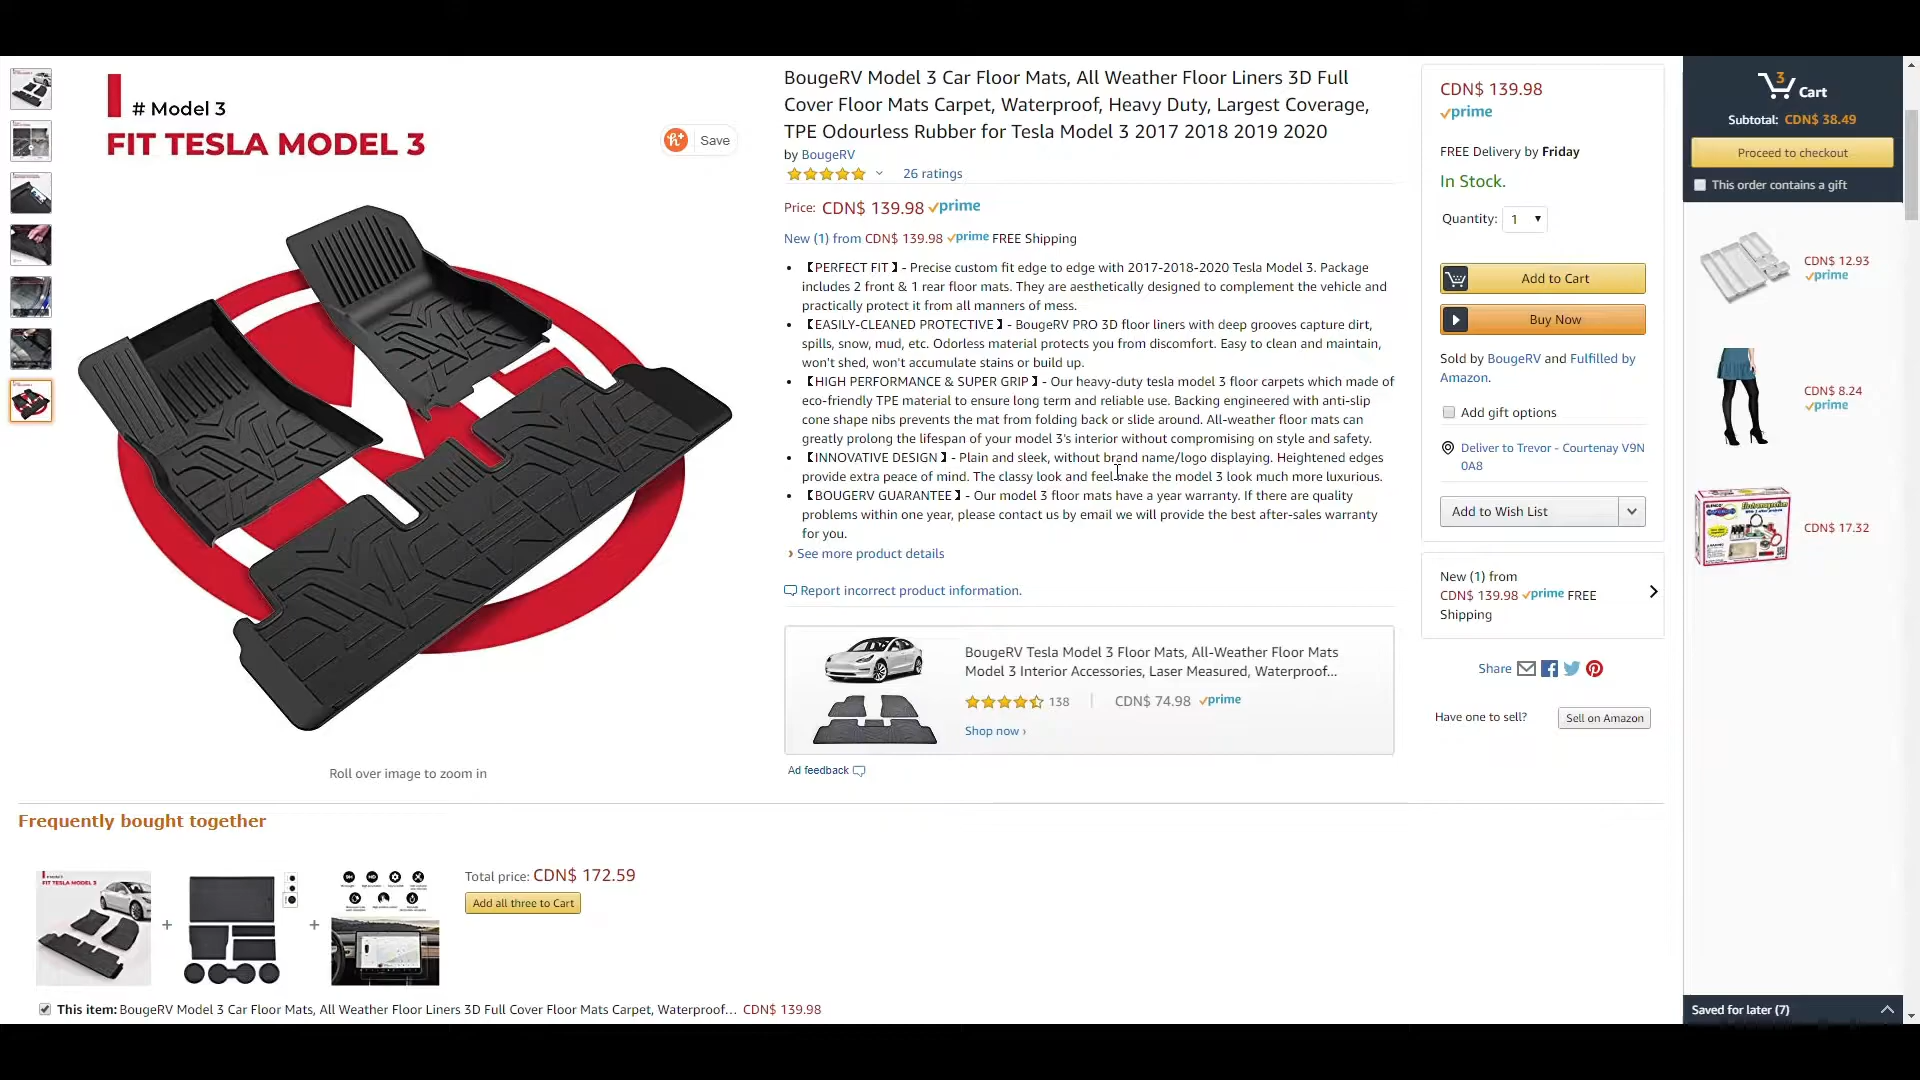 # Model 3
FIT TESLA MODEL 3
Save
Roll over image to zoom in
BougeRV Model 3 Car Floor Mats, All Weather Floor Liners 3D Full
Cover Floor Mats Carpet, Waterproof, Heavy Duty, Largest Coverage,
TPE Odourless Rubber for Tesla Model 3 2017 2018 2019 2020
by BougeRV
26 ratings
Price: CDN$ 139.98 prime
New (1) from CDN$ 139.98 prime FREE Shipping
• 【PERFECT FIT】- Precise custom fit edge to edge with 2017-2018-2020 Tesla Model 3. Package
includes 2 front & 1 rear floor mats. They are aesthetically designed to complement the vehicle and
practically protect it from all manners of mess.
• 【EASILY-CLEANED PROTECTIVE】- BougeRV PRO 3D floor liners with deep grooves capture dirt,
spills, snow, mud, etc. Odorless material protects you from discomfort. Easy to clean and maintain,
won't shed, won't accumulate stains or build up.
• 【HIGH PERFORMANCE & SUPER GRIP】- Our heavy-duty tesla model 3 floor carpets which made of
eco-friendly TPE material to ensure long term and reliable use. Backing engineered with anti-slip
cone shape nibs prevents the mat from folding back or slide around. All-weather floor mats can
greatly prolong the lifespan of your model 3's interior without compromising on style and safety.
• 【INNOVATIVE DESIGN】- Plain and sleek, without brand name/logo displaying. Heightened edges
provide extra peace of mind. The classy look and feel make the model 3 look much more luxurious.
• 【BOUGERV GUARANTEE】- Our model 3 floor mats have a year warranty. If there are quality
problems within one year, please contact us by email we will provide the best after-sales warranty
for you.
› See more product details
Report incorrect product information.
BougeRV Tesla Model 3 Floor Mats, All-Weather Floor Mats
Model 3 Interior Accessories, Laser Measured, Waterproof...
138 | CDN$ 74.98 prime
Shop now ›
Ad feedback
CDN$ 139.98
prime
FREE Delivery by Friday
In Stock.
Quantity: 1
Add to Cart
Buy Now
Sold by BougeRV and Fulfilled by
Amazon.
Add gift options
Deliver to Trevor - Courtenay V9N
0A8
Add to Wish List
New (1) from
CDN$ 139.98 prime FREE
Shipping
Share
Have one to sell?
Sell on Amazon
3
Cart
Subtotal: CDN$ 38.49
Proceed to checkout
This order contains a gift
CDN$ 12.93
prime
CDN$ 8.24
prime
CDN$ 17.32
Saved for later (7)
Frequently bought together
FIT TESLA MODEL 3
+
+
Total price: CDN$ 172.59
Add all three to Cart
This item: BougeRV Model 3 Car Floor Mats, All Weather Floor Liners 3D Full Cover Floor Mats Carpet, Waterproof... CDN$ 139.98